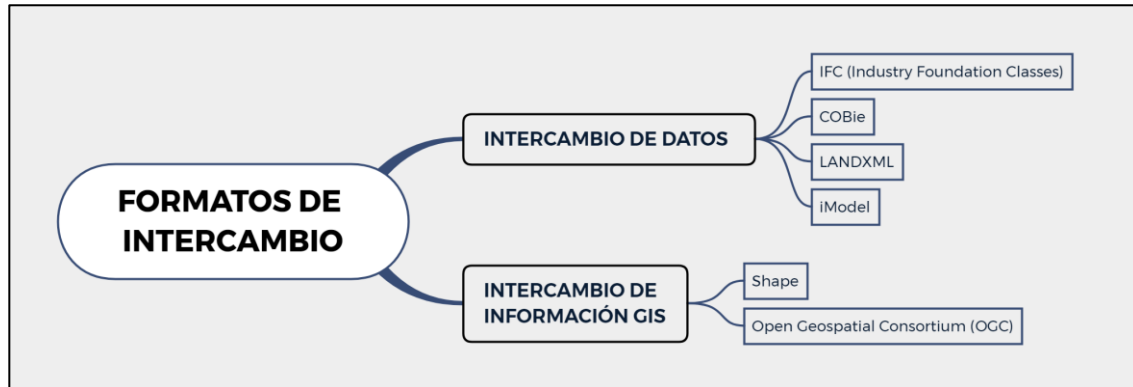 FORMATOS DE
INTERCAMBIO
INTERCAMBIO DE DATOS
IFC (Industry Foundation Classes)
COBie
LANDXML
iModel
INTERCAMBIO DE
INFORMACIÓN GIS
Shape
Open Geospatial Consortium (OGC)